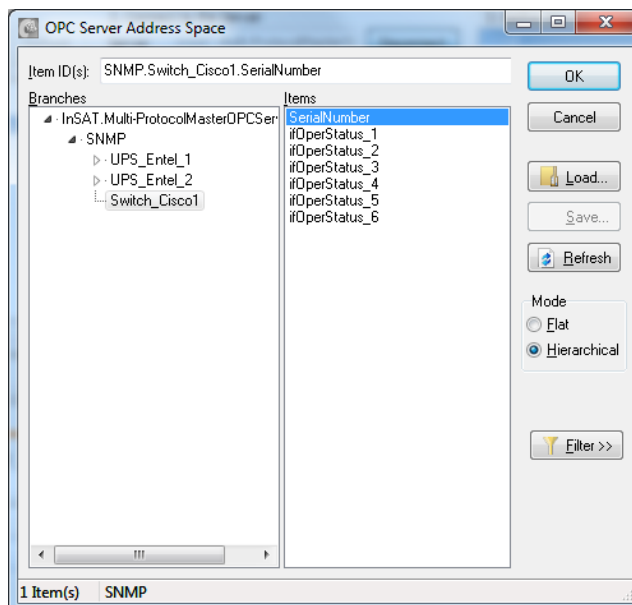 OPC Server Address Space
Item ID(s): SNMP.Switch_Cisco1.SerialNumber
OK
Branches
Items
Cancel
InSAT.Multi-ProtocolMasterOPCSer
SNMP
UPS_Entel_1
UPS_Entel_2
Switch_Cisco1
SerialNumber
ifOperStatus_1
ifOperStatus_2
ifOperStatus_3
ifOperStatus_4
ifOperStatus_5
ifOperStatus_6
Load...
Save...
Refresh
Mode
Flat
Hierarchical
Filter >>
1 Item(s) SNMP